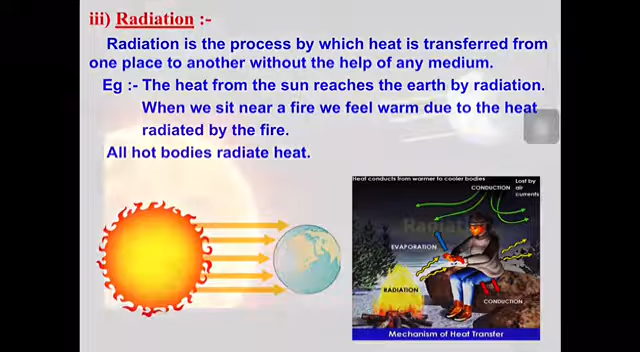 iii) Radiation :-
Radiation is the process by which heat is transferred from
one place to another without the help of any medium.
Eg :- The heat from the sun reaches the earth by radiation.
When we sit near a fire we feel warm due to the heat
radiated by the fire.
All hot bodies radiate heat.
Heat conducts from warmer to cooler bodies
Lost by
air
currents
CONDUCTION
Radiation
EVAPORATION
RADIATION
CONDUCTION
Mechanism of Heat Transfer